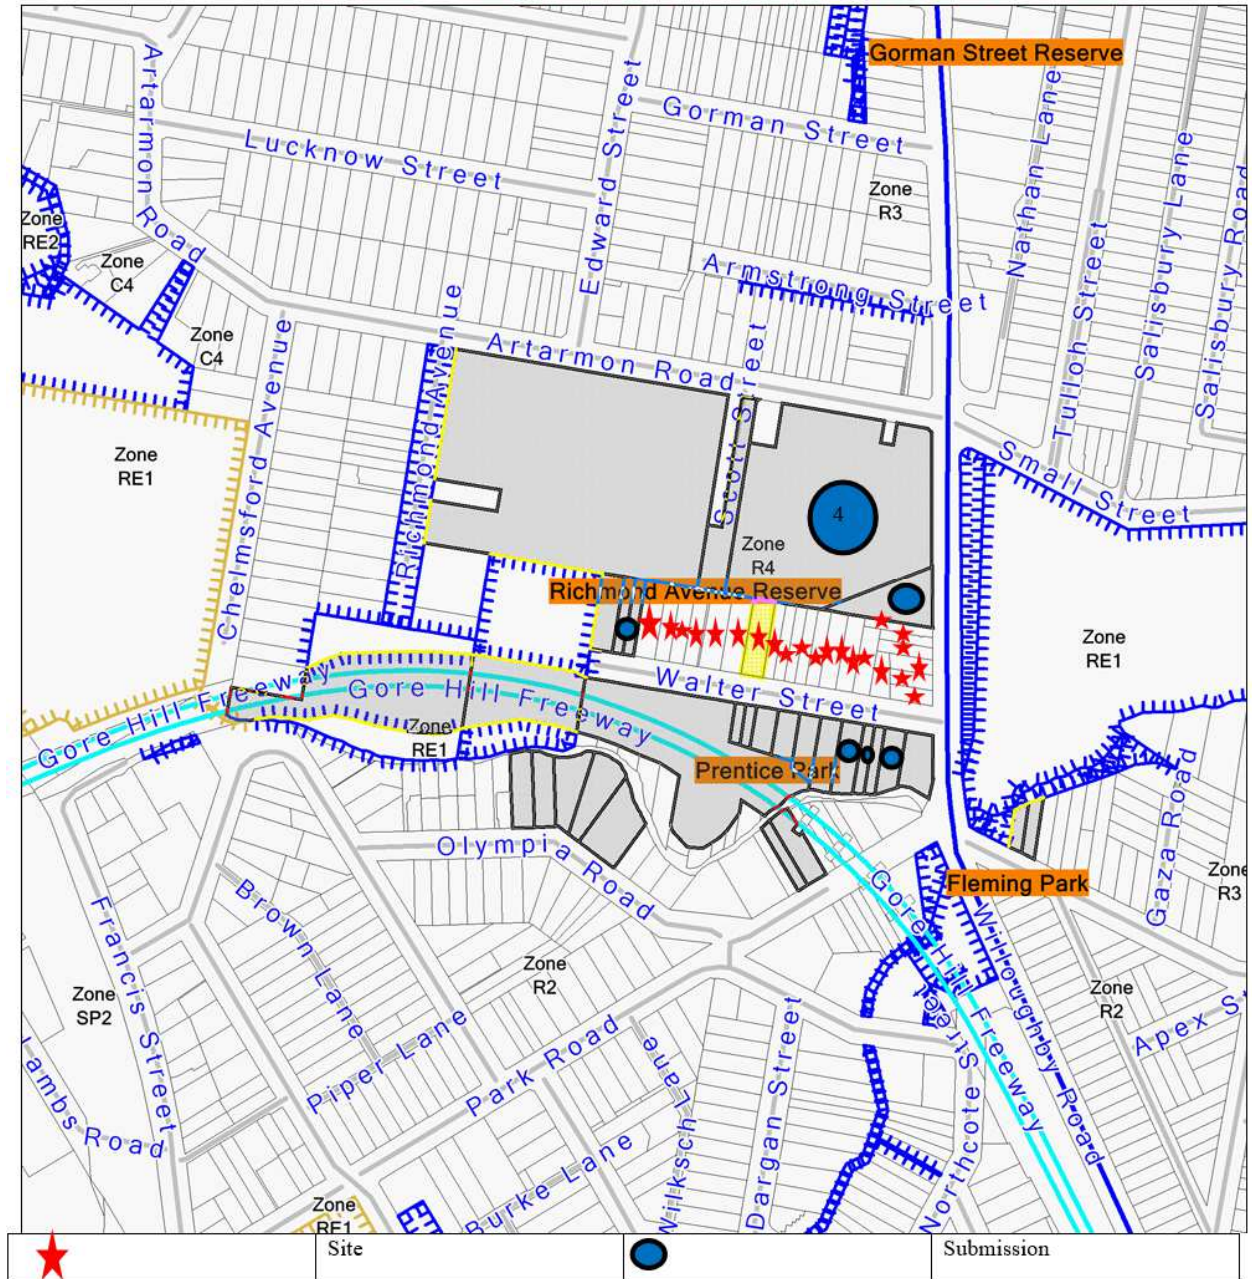 Gorman Street Reserve
Artarmon Road
Lucknow Street
Edward Street
Gorman Street
Nathan Lane
Salisbury Lane
Salisbury Road
Tulloh Street
Zone
R3
Zone
RE2
Zone
C4
Zone
C4
Armstrong Street
Artarmon Road
Scott Street
Richmond Avenue
Chelmsford Avenue
Small Street
Zone
RE1
4
Zone
R4
Richmond Avenue Reserve
Zone
RE1
Walter Street
Gore Hill Freeway
Gore Hill Freeway
Zone
RE1
Prentice Park
Gaza Road
Olympia Road
Fleming Park
Zone
R3
Gore Hill Freeway
Willoughby Road
Brown Lane
Francis Street
Zone
R2
Zone
SP2
Zone
R2
Apex S
Piper Lane
Park Road
Lambs Road
Burke Lane
Wilksch Lane
Dargan Street
Northcote Street
Zone
RE1
Site
Submission